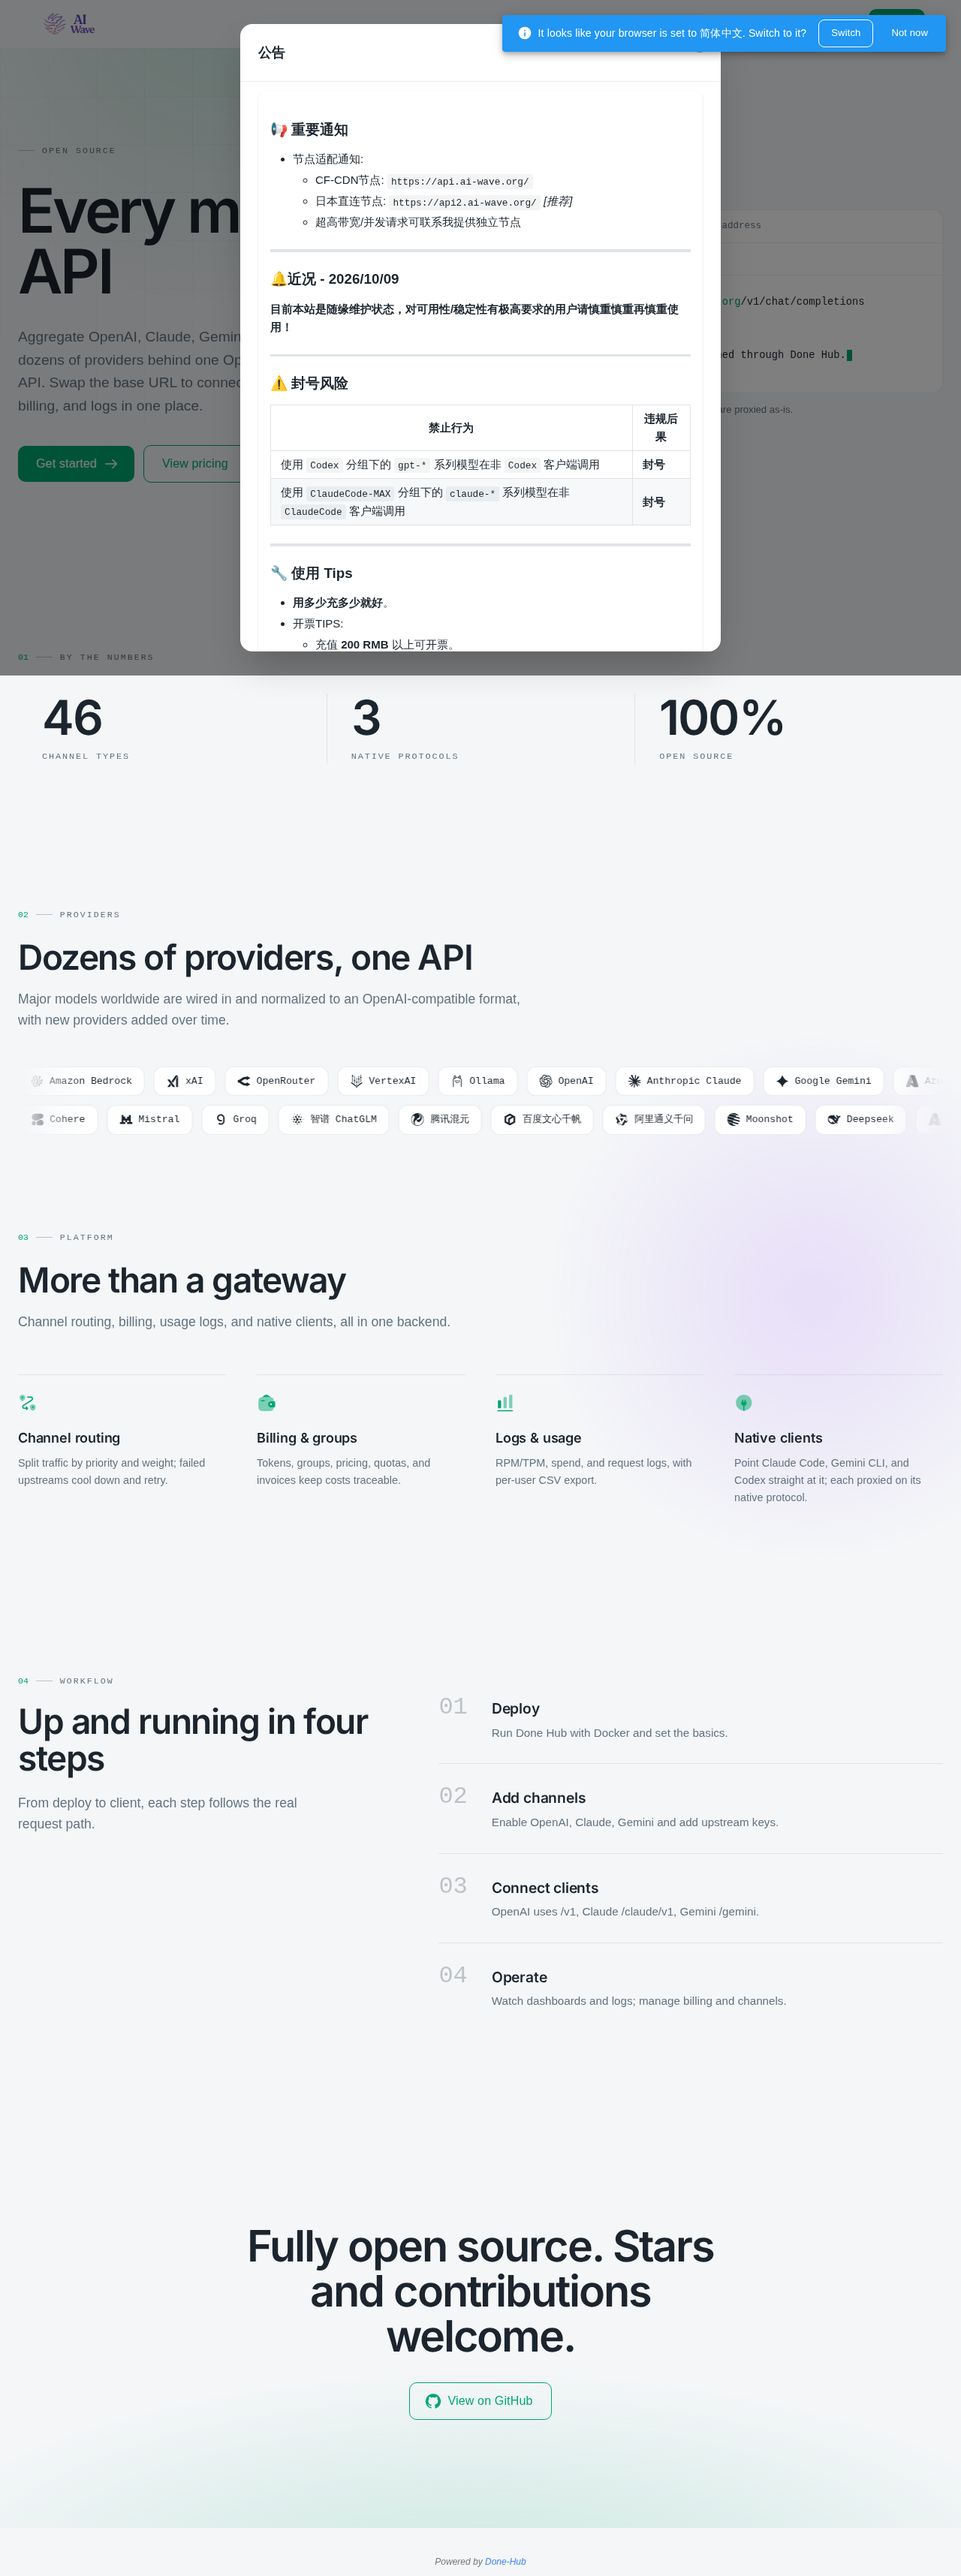 AI
Wave
It looks like your browser is set to 简体中文. Switch to it?
Switch
Not now
公告
📢 重要通知
• 节点适配通知:
◦ CF-CDN节点: https://api.ai-wave.org/
◦ 日本直连节点: https://api2.ai-wave.org/ [推荐]
◦ 超高带宽/并发请求可联系我提供独立节点
🔔近况 - 2026/10/09
目前本站是随缘维护状态，对可用性/稳定性有极高要求的用户请慎重慎重再慎重使
用！
⚠️ 封号风险
禁止行为
违规后
果
使用 Codex 分组下的 gpt-* 系列模型在非 Codex 客户端调用
封号
使用 ClaudeCode-MAX 分组下的 claude-* 系列模型在非
ClaudeCode 客户端调用
封号
🔧 使用 Tips
• 用多少充多少就好。
• 开票TIPS:
◦ 充值 200 RMB 以上可开票。
OPEN SOURCE
Every m
API
Aggregate OpenAI, Claude, Gemin
dozens of providers behind one Op
API. Swap the base URL to connec
billing, and logs in one place.
Get started
View pricing
address
org/v1/chat/completions
ed through Done Hub.
are proxied as-is.
01 BY THE NUMBERS
46
CHANNEL TYPES
3
NATIVE PROTOCOLS
100%
OPEN SOURCE
02 PROVIDERS
Dozens of providers, one API
Major models worldwide are wired in and normalized to an OpenAI-compatible format,
with new providers added over time.
Amazon Bedrock
xAI
OpenRouter
VertexAI
Ollama
OpenAI
Anthropic Claude
Google Gemini
Cohere
Mistral
Groq
智谱 ChatGLM
腾讯混元
百度文心千帆
阿里通义千问
Moonshot
Deepseek
03 PLATFORM
More than a gateway
Channel routing, billing, usage logs, and native clients, all in one backend.
Channel routing
Split traffic by priority and weight; failed
upstreams cool down and retry.
Billing & groups
Tokens, groups, pricing, quotas, and
invoices keep costs traceable.
Logs & usage
RPM/TPM, spend, and request logs, with
per-user CSV export.
Native clients
Point Claude Code, Gemini CLI, and
Codex straight at it; each proxied on its
native protocol.
04 WORKFLOW
Up and running in four
steps
From deploy to client, each step follows the real
request path.
01
Deploy
Run Done Hub with Docker and set the basics.
02
Add channels
Enable OpenAI, Claude, Gemini and add upstream keys.
03
Connect clients
OpenAI uses /v1, Claude /claude/v1, Gemini /gemini.
04
Operate
Watch dashboards and logs; manage billing and channels.
Fully open source. Stars
and contributions
welcome.
View on GitHub
Powered by Done-Hub